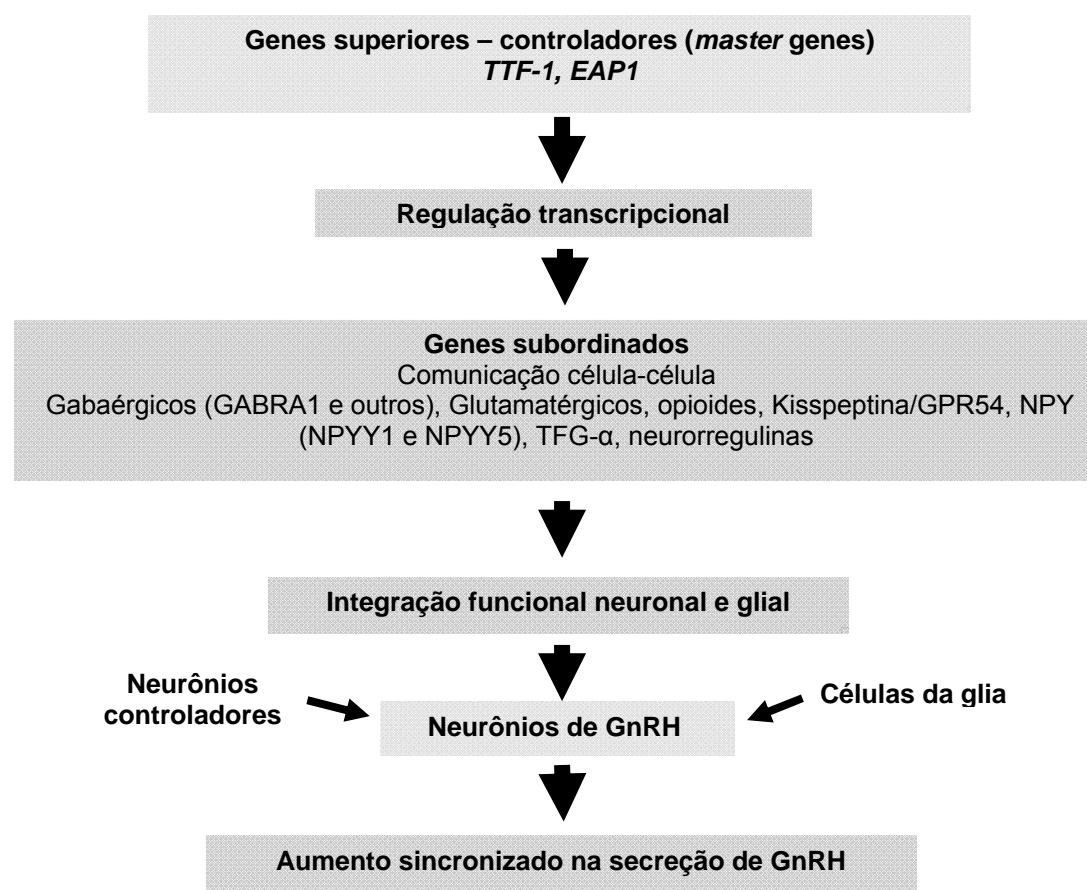 Genes superiores – controladores (master genes)
TTF-1, EAP1
Regulação transcripcional
Genes subordinados
Comunicação célula-célula
Gabaérgicos (GABRA1 e outros), Glutamatérgicos, opioides, Kisspeptina/GPR54, NPY
(NPYY1 e NPYY5), TFG-α, neurorregulinas
Integração funcional neuronal e glial
Neurônios
controladores
Células da glia
Neurônios de GnRH
Aumento sincronizado na secreção de GnRH